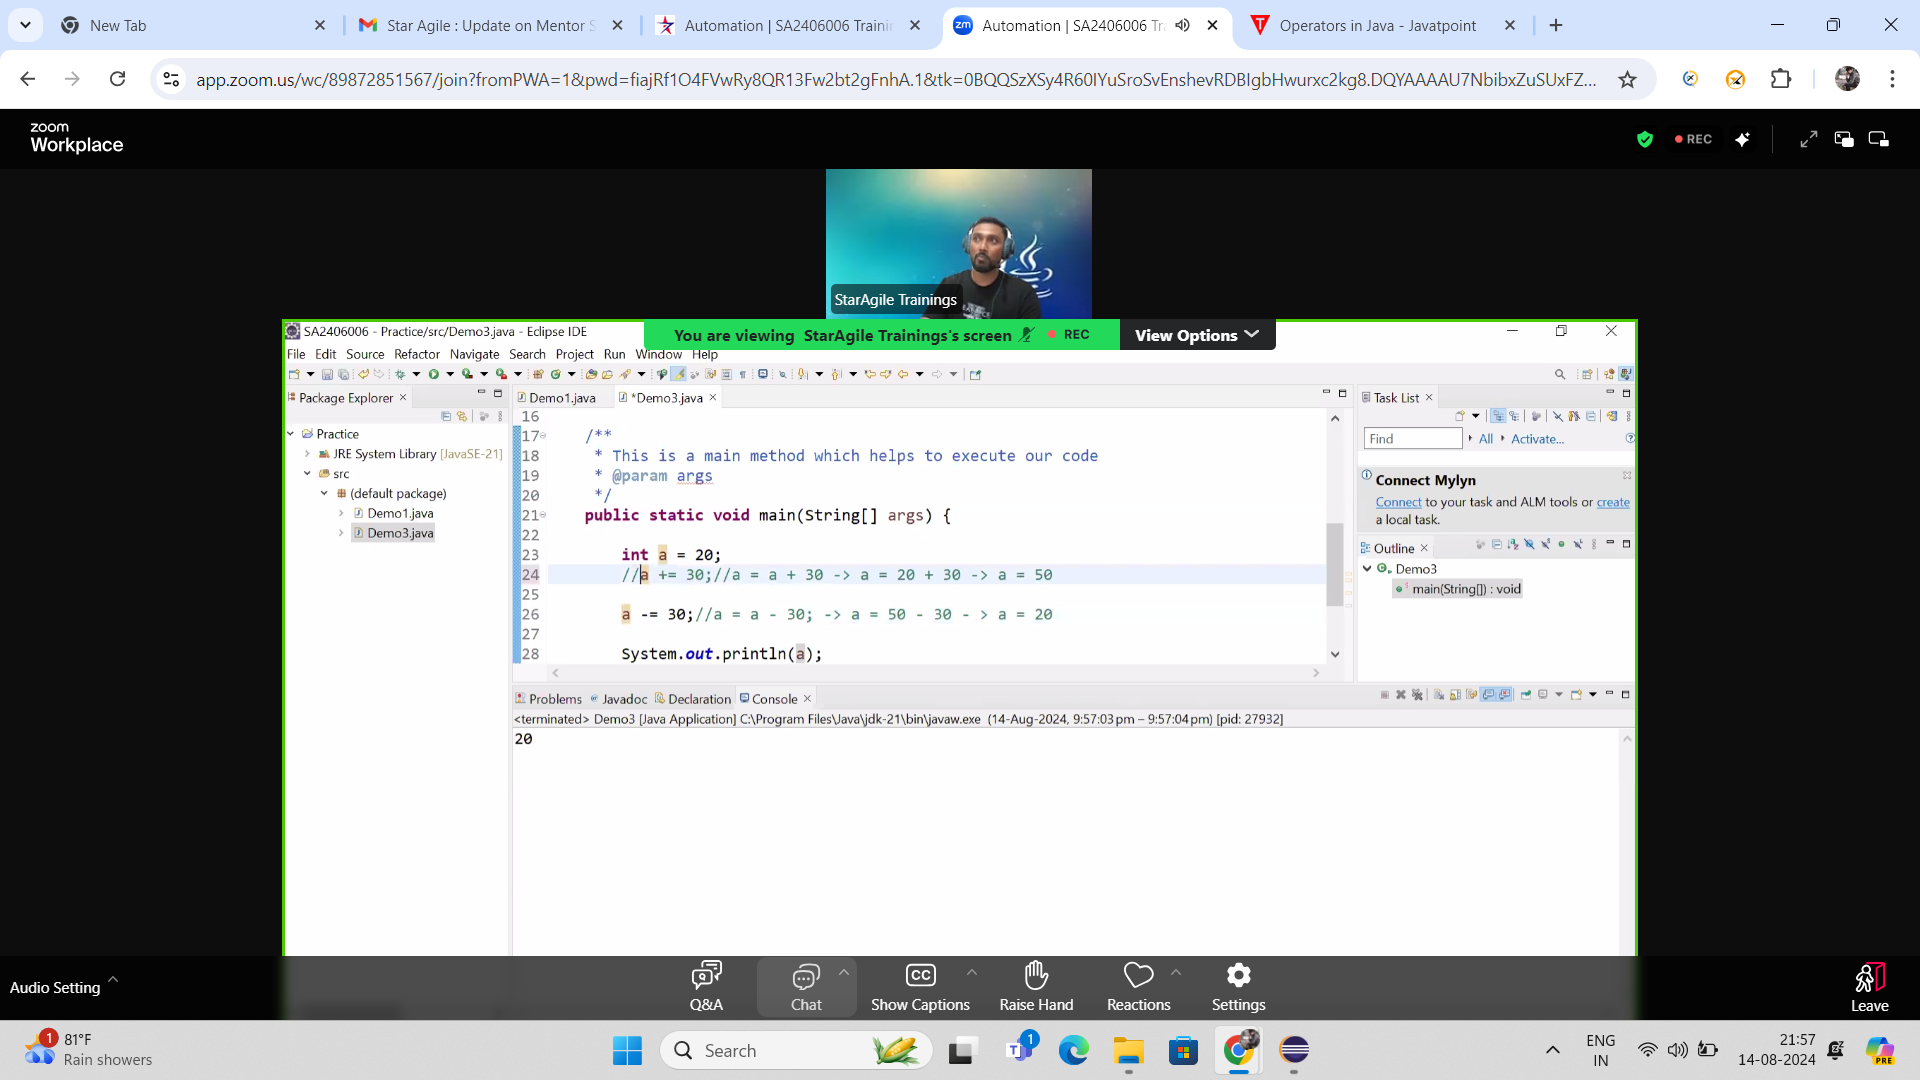 New Tab
Star Agile : Update on Mentor S
Automation | SA2406006 Trainin
Automation | SA2406006 Tra
Operators in Java - Javatpoint
app.zoom.us/wc/89872851567/join?fromPWA=1&pwd=fiajRf1O4FVwRy8QR13Fw2bt2gFnhA.1&tk=0BQQSzXSy4R60IYuSroSvEnshevRDBIgbHwurxc2kg8.DQYAAAAU7NbibxZuSUxFZ...
zoom
Workplace
REC
StarAgile Trainings
SA2406006 - Practice/src/Demo3.java - Eclipse IDE
You are viewing StarAgile Trainings's screen
REC
View Options
File Edit Source Refactor Navigate Search Project Run Window Help
Package Explorer
Demo1.java
*Demo3.java
Task List
Practice
JRE System Library [JavaSE-21]
src
(default package)
Demo1.java
Demo3.java
16
17 /**
18 * This is a main method which helps to execute our code
19 * @param args
20 */
21 public static void main(String[] args) {
22
23 int a = 20;
24 //a += 30;//a = a + 30 -> a = 20 + 30 -> a = 50
25
26 a -= 30;//a = a - 30; -> a = 50 - 30 - > a = 20
27
28 System.out.println(a);
Find
All
Activate...
Connect Mylyn
Connect to your task and ALM tools or create
a local task.
Outline
Demo3
main(String[]) : void
Problems Javadoc Declaration Console
<terminated> Demo3 [Java Application] C:\Program Files\Java\jdk-21\bin\javaw.exe (14-Aug-2024, 9:57:03 pm – 9:57:04 pm) [pid: 27932]
20
Audio Setting
Q&A
Chat
CC
Show Captions
Raise Hand
Reactions
Settings
Leave
1
81°F
Rain showers
Search
1
ENG
IN
21:57
14-08-2024
PRE